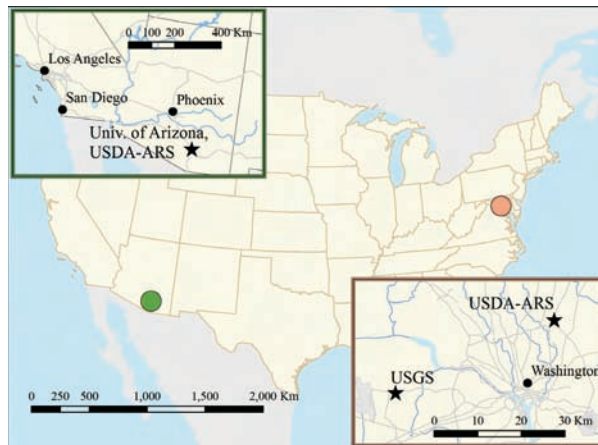 0 100 200 400 Km
Los Angeles
San Diego
Phoenix
Univ. of Arizona,
USDA-ARS
USDA-ARS
Washington
USGS
0 250 500 1,000 1,500 2,000 Km
0 10 20 30 Km